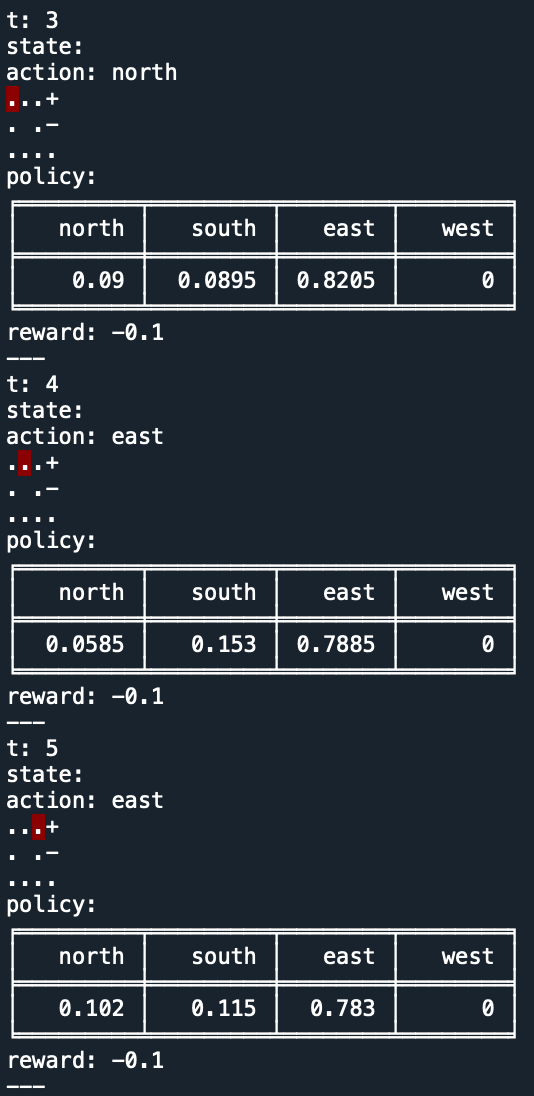 t: 3
state:
action: north
...+
. .-
....
policy:
north south east west
0.09 0.0895 0.8205 0
reward: -0.1
---
t: 4
state:
action: east
...+
. .-
....
policy:
north south east west
0.0585 0.153 0.7885 0
reward: -0.1
---
t: 5
state:
action: east
...+
. .-
....
policy:
north south east west
0.102 0.115 0.783 0
reward: -0.1
---